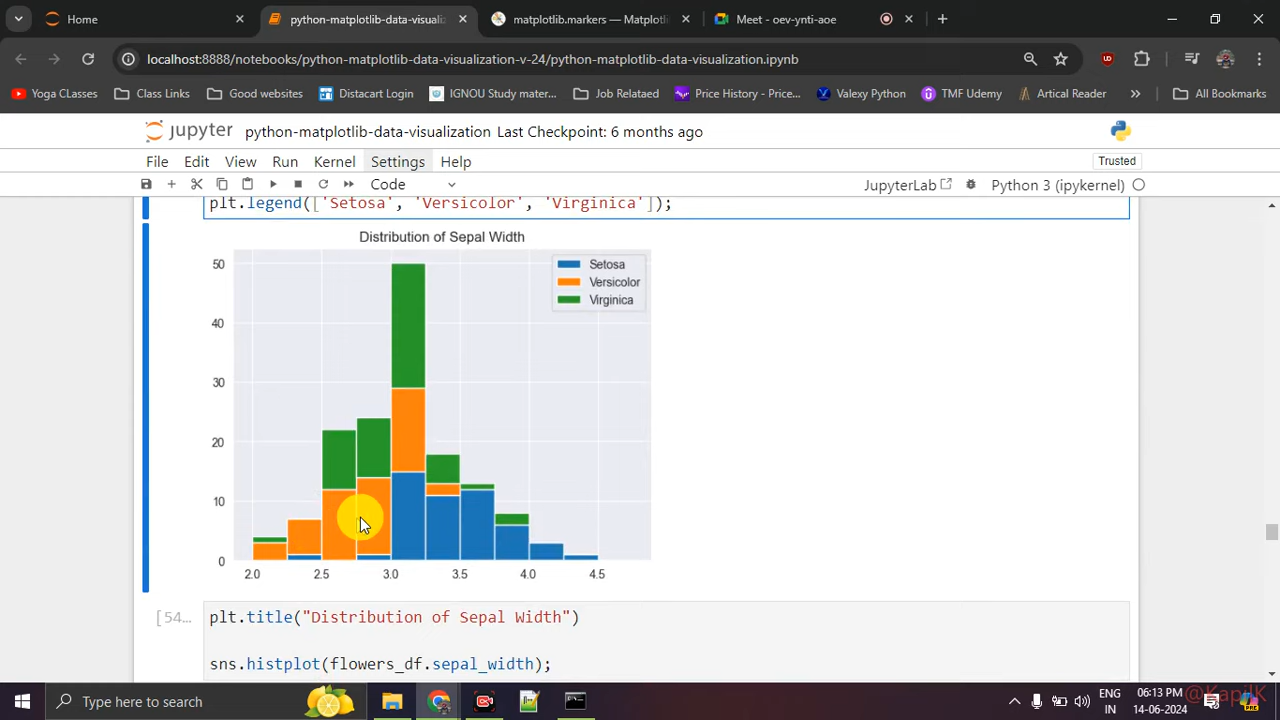 Home
python-matplotlib-data-visualiz
matplotlib.markers — Matplotli
Meet - oev-ynti-aoe
localhost:8888/notebooks/python-matplotlib-data-visualization-v-24/python-matplotlib-data-visualization.ipynb
Yoga CLasses
Class Links
Good websites
Distacart Login
IGNOU Study mater...
Job Relataed
Price History - Price...
Valexy Python
TMF Udemy
Artical Reader
All Bookmarks
jupyter python-matplotlib-data-visualization Last Checkpoint: 6 months ago
File Edit View Run Kernel Settings Help
Trusted
Code
JupyterLab
Python 3 (ipykernel)
plt.legend(['Setosa', 'Versicolor', 'Virginica']);
Distribution of Sepal Width
50
40
30
20
10
0
Setosa
Versicolor
Virginica
2.0 2.5 3.0 3.5 4.0 4.5
[54...
plt.title("Distribution of Sepal Width")
sns.histplot(flowers_df.sepal_width);
Type here to search
ENG
IN
06:13 PM
14-06-2024
@KapilK
PRE